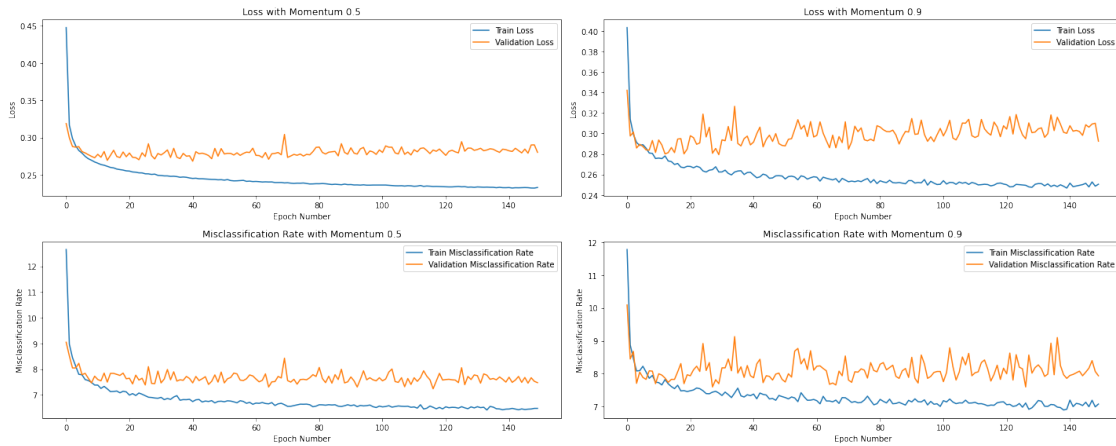 Loss with Momentum 0.5
0.45
0.40
0.35
0.30
0.25
Loss
Train Loss
Validation Loss
0 20 40 60 80 100 120 140
Epoch Number
Loss with Momentum 0.9
0.40
0.38
0.36
0.34
0.32
0.30
0.28
0.26
0.24
Loss
Train Loss
Validation Loss
0 20 40 60 80 100 120 140
Epoch Number
Misclassification Rate with Momentum 0.5
12
11
10
9
8
7
Misclassification Rate
Train Misclassification Rate
Validation Misclassification Rate
0 20 40 60 80 100 120 140
Epoch Number
Misclassification Rate with Momentum 0.9
12
11
10
9
8
7
Misclassification Rate
Train Misclassification Rate
Validation Misclassification Rate
0 20 40 60 80 100 120 140
Epoch Number